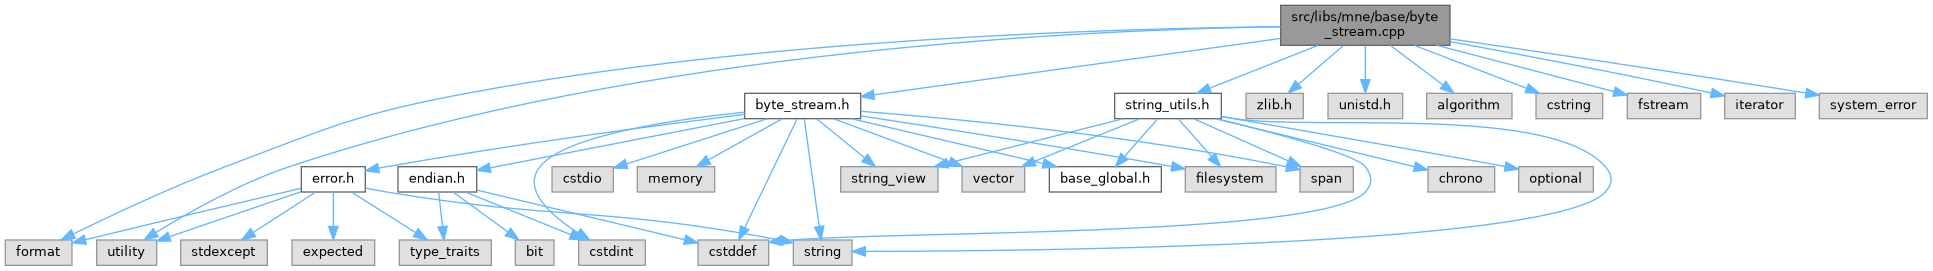 src/libs/mne/base/byte
_stream.cpp
byte_stream.h
string_utils.h
zlib.h
unistd.h
algorithm
cstring
fstream
iterator
system_error
error.h
endian.h
cstdio
memory
string_view
vector
base_global.h
filesystem
span
chrono
optional
format
utility
stdexcept
expected
type_traits
bit
cstdint
cstddef
string